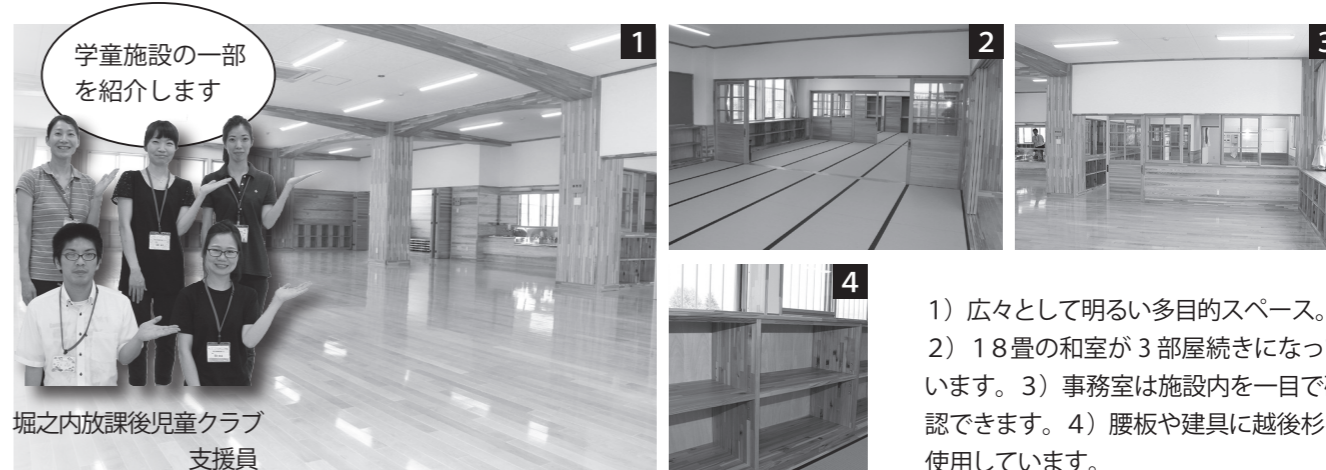 学童施設の一部
を紹介します
1
2
3
堀之内放課後児童クラブ
支援員
4
1）広々として明るい多目的スペース。
2）18畳の和室が3部屋続きになっ
います。3）事務室は施設内を一目で
認できます。4）腰板や建具に越後杉
使用しています。